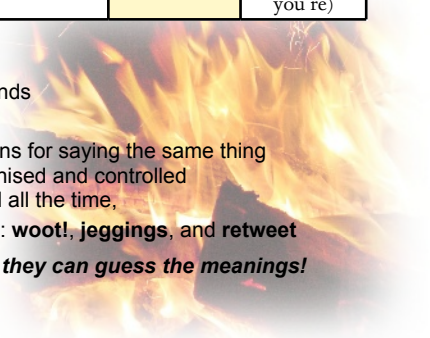 you re)
nds
ns for saying the same thing
nised and controlled
l all the time,
: woot!, jeggings, and retweet
they can guess the meanings!